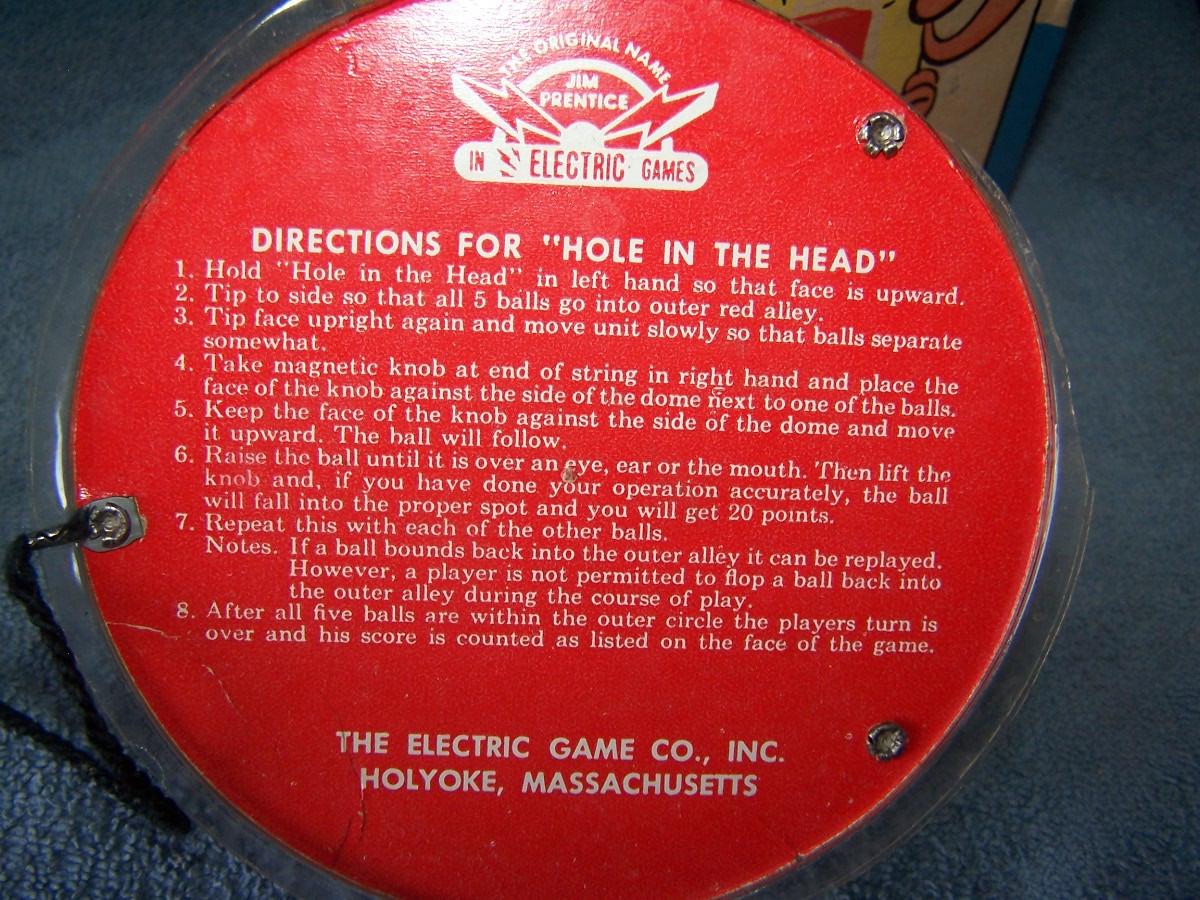 THE ORIGINAL NAME
JIM
PRENTICE
IN ELECTRIC GAMES
DIRECTIONS FOR "HOLE IN THE HEAD"
1. Hold "Hole in the Head" in left hand so that face is upward.
2. Tip to side so that all 5 balls go into outer red alley.
3. Tip face upright again and move unit slowly so that balls separate
somewhat.
4. Take magnetic knob at end of string in right hand and place the
face of the knob against the side of the dome next to one of the balls.
5. Keep the face of the knob against the side of the dome and move
it upward. The ball will follow.
6. Raise the ball until it is over an eye, ear or the mouth. Then lift the
knob and, if you have done your operation accurately, the ball
will fall into the proper spot and you will get 20 points.
7. Repeat this with each of the other balls.
Notes. If a ball bounds back into the outer alley it can be replayed.
However, a player is not permitted to flop a ball back into
the outer alley during the course of play.
8. After all five balls are within the outer circle the players turn is
over and his score is counted as listed on the face of the game.
THE ELECTRIC GAME CO., INC.
HOLYOKE, MASSACHUSETTS